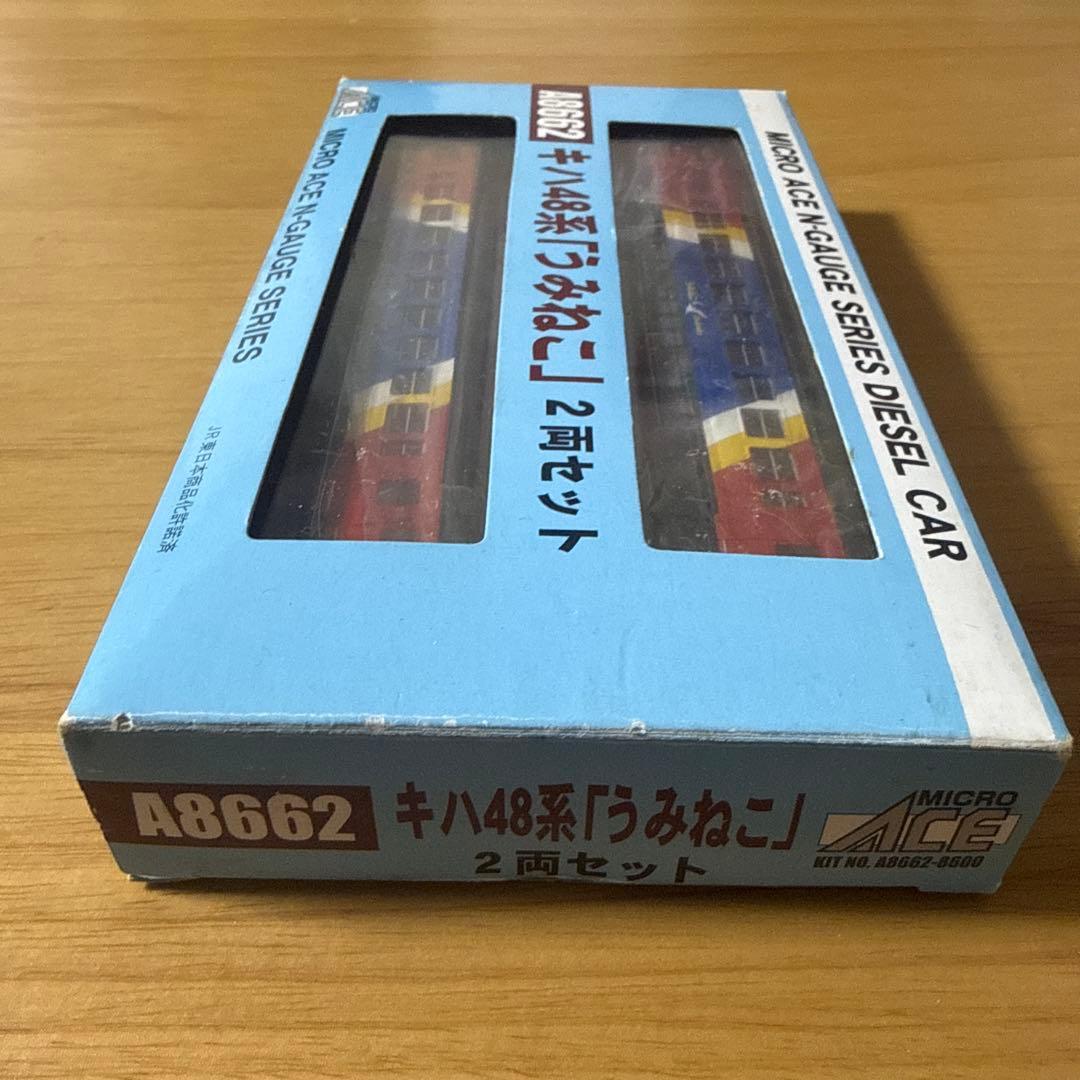 MICRO ACE N-GAUGE SERIES DIESEL CAR
A8662 キハ48系「うみねこ」2両セット
MICRO ACE N-GAUGE SERIES
JR東日本商品化許諾済
A8662
キハ48系「うみねこ」
2両セット
MICRO
ACE
KIT NO. A8662-8600